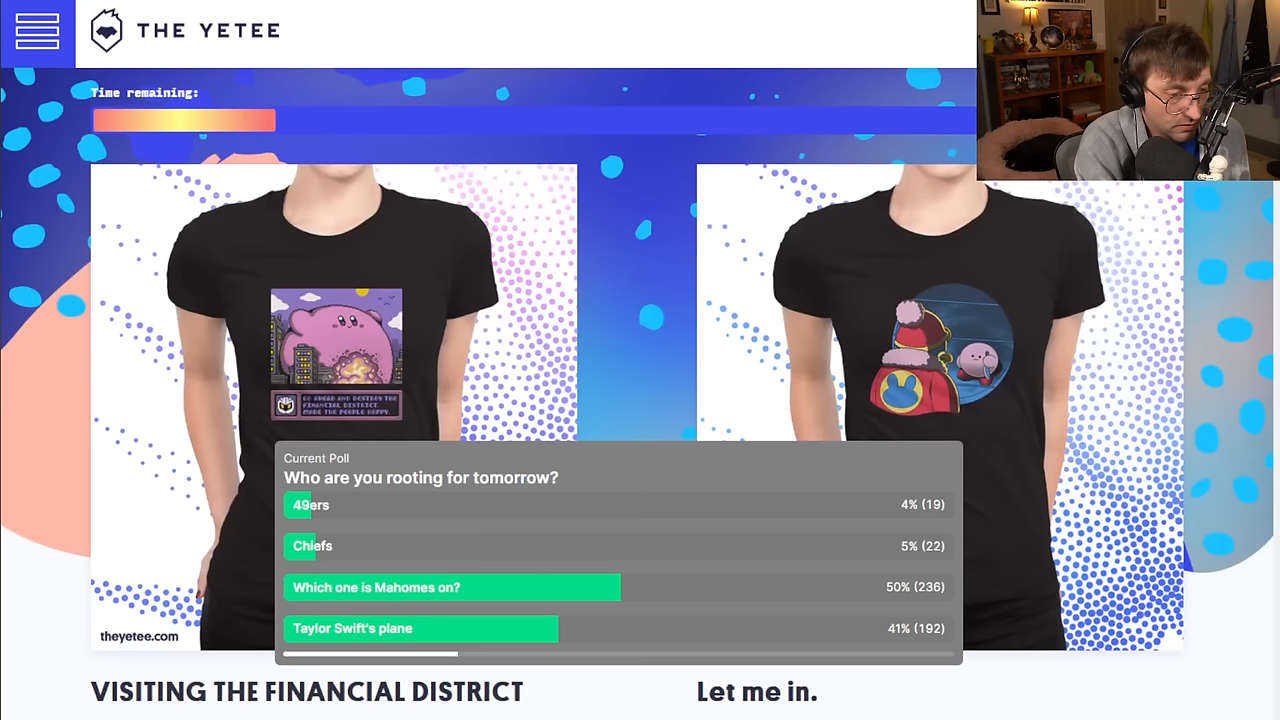 THE YETEE
Time remaining:
GO AHEAD AND DESTROY THE
FINANCIAL DISTRICT.
MAKE THE PEOPLE HAPPY.
Current Poll
Who are you rooting for tomorrow?
49ers 4% (19)
Chiefs 5% (22)
Which one is Mahomes on? 50% (236)
Taylor Swift's plane 41% (192)
theyetee.com
VISITING THE FINANCIAL DISTRICT
Let me in.